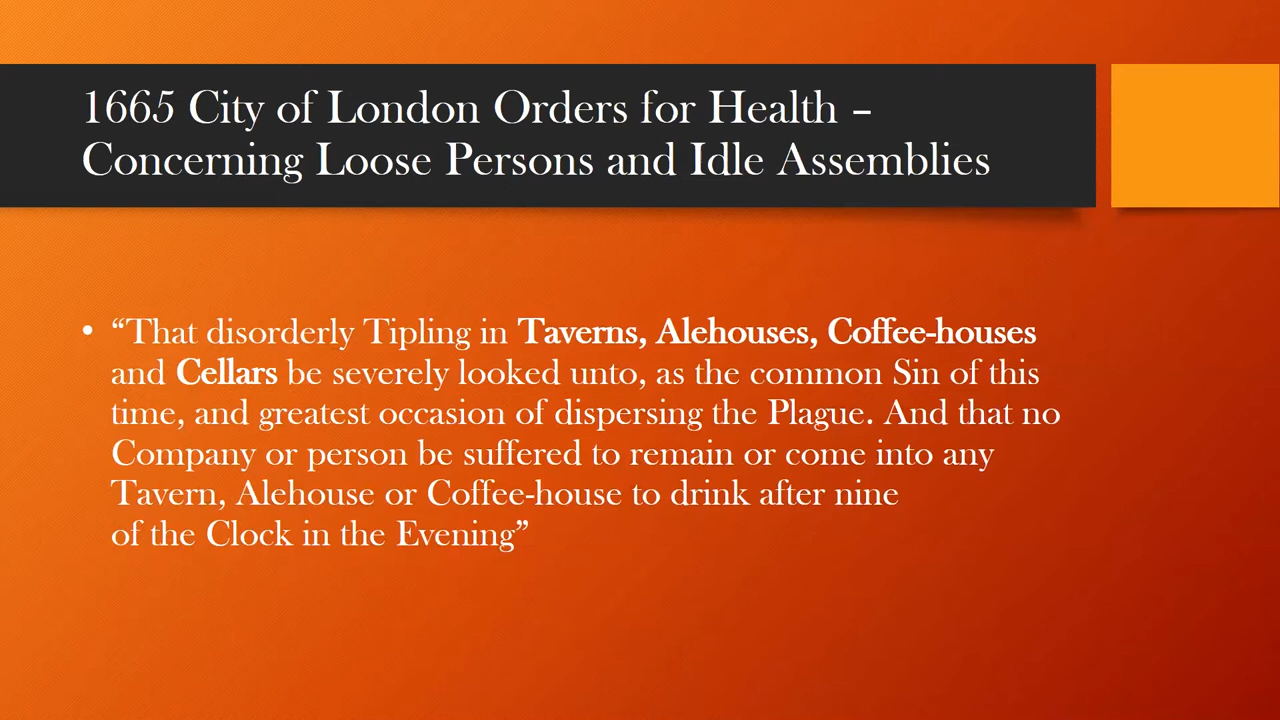 1665 City of London Orders for Health –
Concerning Loose Persons and Idle Assemblies
• “That disorderly Tipling in Taverns, Alehouses, Coffee-houses
and Cellars be severely looked unto, as the common Sin of this
time, and greatest occasion of dispersing the Plague. And that no
Company or person be suffered to remain or come into any
Tavern, Alehouse or Coffee-house to drink after nine
of the Clock in the Evening”